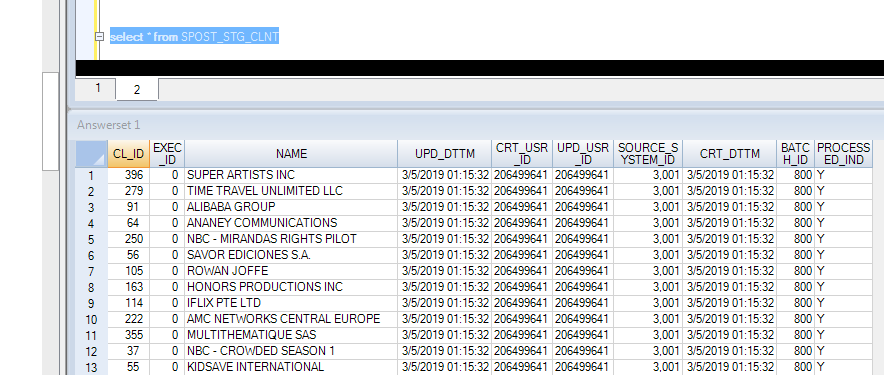 select * from SPOST_STG_CLNT
1 2
Answerset 1
CL_ID EXEC_ID NAME UPD_DTTM CRT_USR_ID UPD_USR_ID SOURCE_SYSTEM_ID CRT_DTTM BATCH_ID PROCESSED_IND
1 396 0 SUPER ARTISTS INC 3/5/2019 01:15:32 206499641 206499641 3,001 3/5/2019 01:15:32 800 Y
2 279 0 TIME TRAVEL UNLIMITED LLC 3/5/2019 01:15:32 206499641 206499641 3,001 3/5/2019 01:15:32 800 Y
3 91 0 ALIBABA GROUP 3/5/2019 01:15:32 206499641 206499641 3,001 3/5/2019 01:15:32 800 Y
4 64 0 ANANEY COMMUNICATIONS 3/5/2019 01:15:32 206499641 206499641 3,001 3/5/2019 01:15:32 800 Y
5 250 0 NBC - MIRANDAS RIGHTS PILOT 3/5/2019 01:15:32 206499641 206499641 3,001 3/5/2019 01:15:32 800 Y
6 56 0 SAVOR EDICIONES S.A. 3/5/2019 01:15:32 206499641 206499641 3,001 3/5/2019 01:15:32 800 Y
7 105 0 ROWAN JOFFE 3/5/2019 01:15:32 206499641 206499641 3,001 3/5/2019 01:15:32 800 Y
8 163 0 HONORS PRODUCTIONS INC 3/5/2019 01:15:32 206499641 206499641 3,001 3/5/2019 01:15:32 800 Y
9 114 0 IFLIX PTE LTD 3/5/2019 01:15:32 206499641 206499641 3,001 3/5/2019 01:15:32 800 Y
10 222 0 AMC NETWORKS CENTRAL EUROPE 3/5/2019 01:15:32 206499641 206499641 3,001 3/5/2019 01:15:32 800 Y
11 355 0 MULTITHEMATIQUE SAS 3/5/2019 01:15:32 206499641 206499641 3,001 3/5/2019 01:15:32 800 Y
12 37 0 NBC - CROWDED SEASON 1 3/5/2019 01:15:32 206499641 206499641 3,001 3/5/2019 01:15:32 800 Y
13 55 0 KIDSAVE INTERNATIONAL 3/5/2019 01:15:32 206499641 206499641 3,001 3/5/2019 01:15:32 800 Y